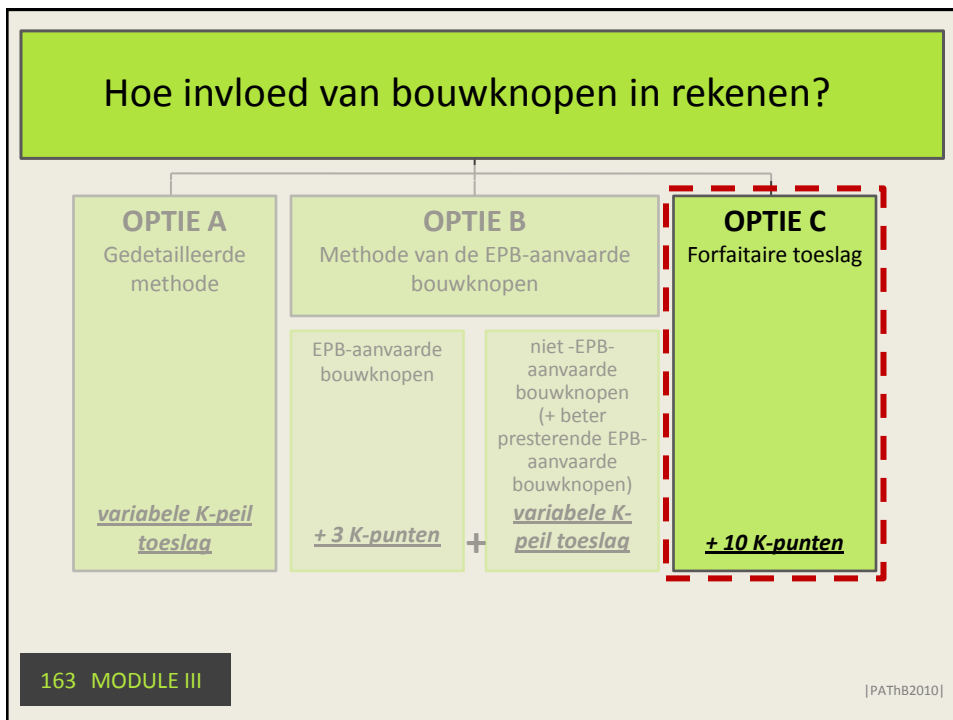 Hoe invloed van bouwknopen in rekenen?
OPTIE A
Gedetailleerde
methode
variabele K-peil
toeslag
OPTIE B
Methode van de EPB-aanvaarde
bouwknopen
EPB-aanvaarde
bouwknopen
+ 3 K-punten
+
niet -EPB-
aanvaarde
bouwknopen
(+ beter
presterende EPB-
aanvaarde
bouwknopen)
variabele K-
peil toeslag
OPTIE C
Forfaitaire toeslag
+ 10 K-punten
163 MODULE III
|PAThB2010|